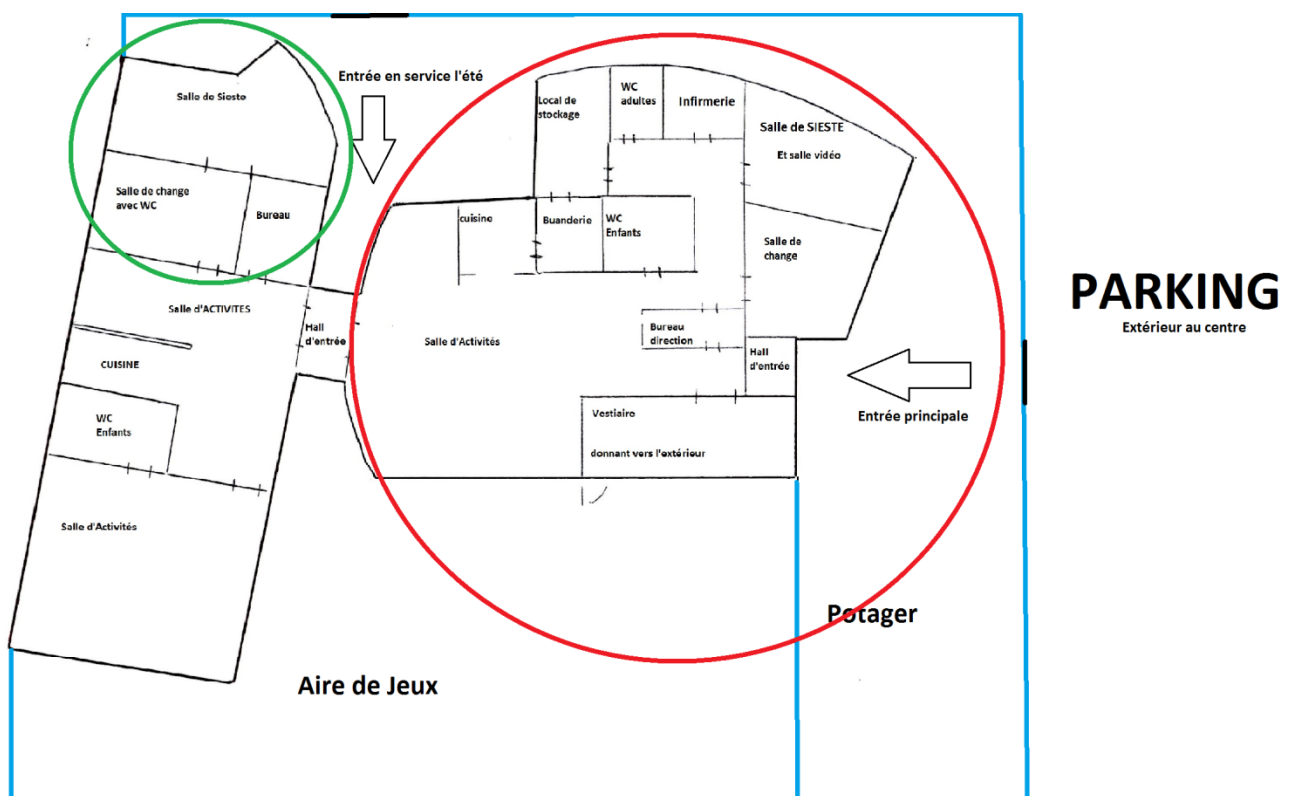 Entrée en service l'été
Salle de Sieste
Salle de change
avec WC
Bureau
Salle d'ACTIVITES
CUISINE
WC
Enfants
Salle d'Activités
Hall
d'entrée
Local de
stockage
WC
adultes
Infirmerie
Salle de SIESTE
Et salle vidéo
cuisine
Buanderie
WC
Enfants
Salle de
change
Salle d'Activités
Bureau
direction
Hall
d'entrée
Vestiaire
donnant vers l'extérieur
Entrée principale
PARKING
Extérieur au centre
Potager
Aire de Jeux